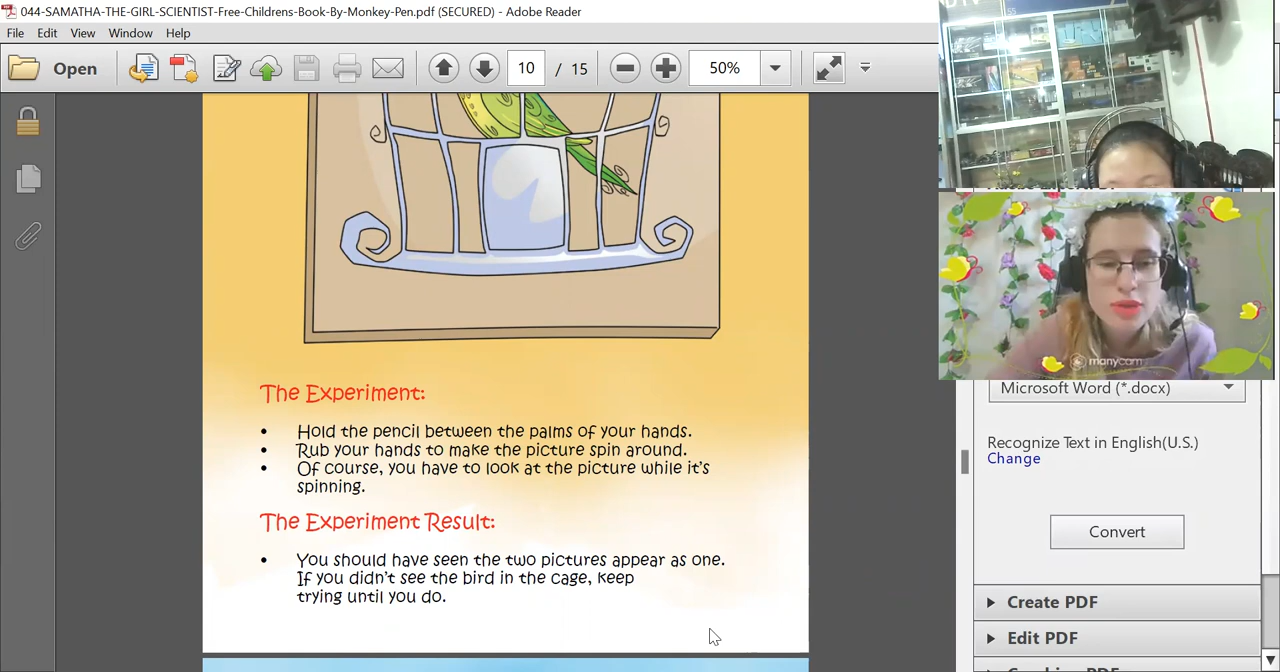 044-SAMATHA-THE-GIRL-SCIENTIST-Free-Childrens-Book-By-Monkey-Pen.pdf (SECURED) - Adobe Reader
File Edit View Window Help
Open 10 / 15 50%
The Experiment:
• Hold the pencil between the palms of your hands.
• Rub your hands to make the picture spin around.
• Of course, you have to look at the picture while it's
spinning.
The Experiment Result:
• You should have seen the two pictures appear as one.
If you didn't see the bird in the cage, keep
trying until you do.
manycam
Microsoft Word (*.docx)
Recognize Text in English(U.S.)
Change
Convert
Create PDF
Edit PDF